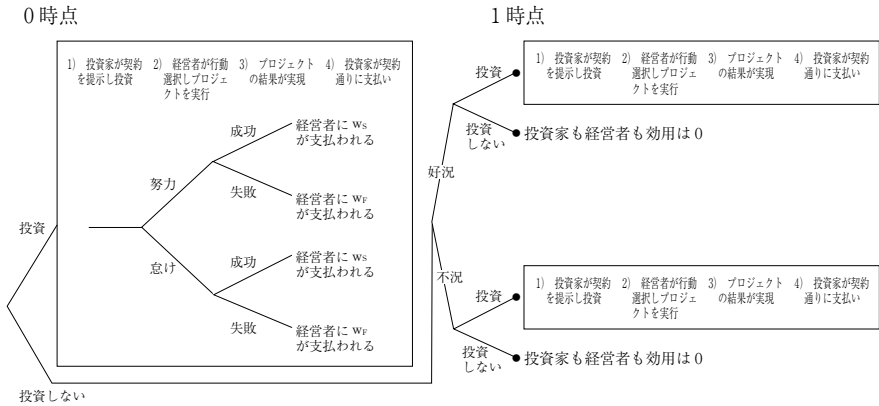 0時点
1時点
1) 投資家が契約を提示し投資
2) 経営者が行動選択しプロジェクトを実行
3) プロジェクトの結果が実現
4) 投資家が契約通りに支払い
投資
努力
成功
経営者に wS
が支払われる
失敗
経営者に wF
が支払われる
怠け
成功
経営者に wS
が支払われる
失敗
経営者に wF
が支払われる
投資しない
好況
投資
1) 投資家が契約を提示し投資
2) 経営者が行動選択しプロジェクトを実行
3) プロジェクトの結果が実現
4) 投資家が契約通りに支払い
投資
しない
投資家も経営者も効用は0
不況
投資
1) 投資家が契約を提示し投資
2) 経営者が行動選択しプロジェクトを実行
3) プロジェクトの結果が実現
4) 投資家が契約通りに支払い
投資
しない
投資家も経営者も効用は0